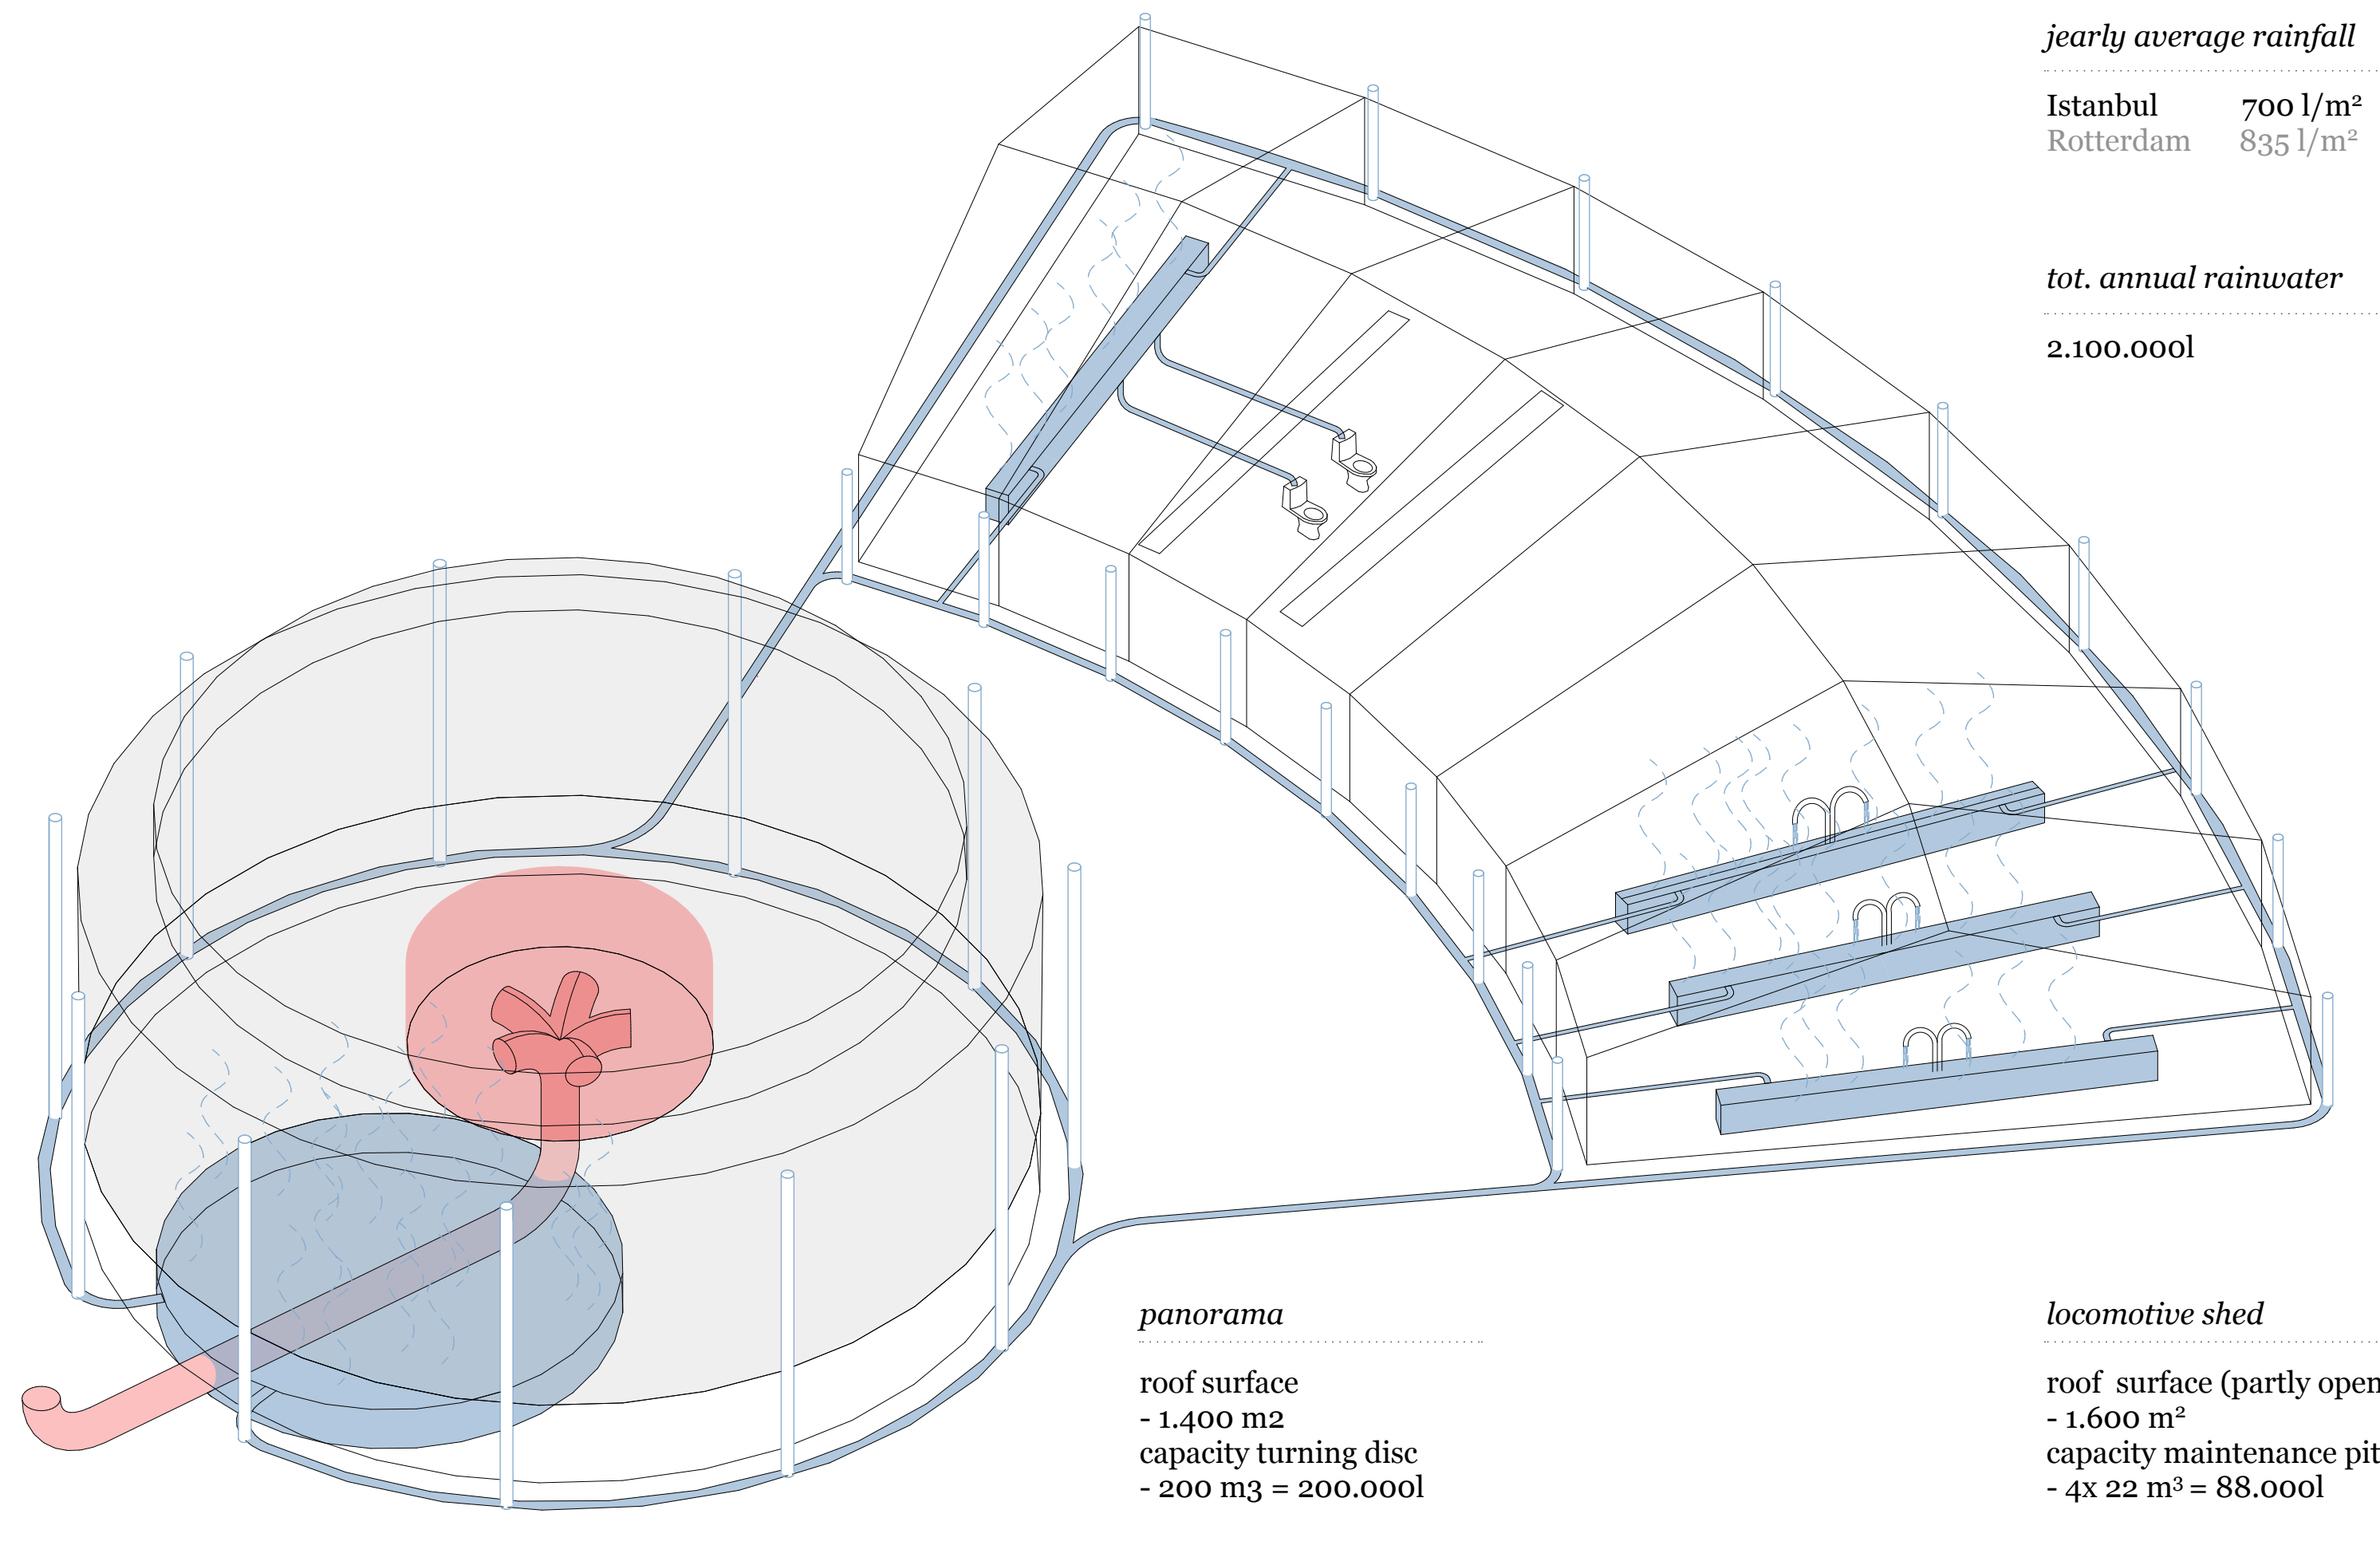 jearly average rainfall
Istanbul 700 l/m²
Rotterdam 835 l/m²
tot. annual rainwater
2.100.000l
panorama
roof surface
- 1.400 m2
capacity turning disc
- 200 m3 = 200.000l
locomotive shed
roof surface (partly open
- 1.600 m²
capacity maintenance pit
- 4x 22 m³ = 88.000l